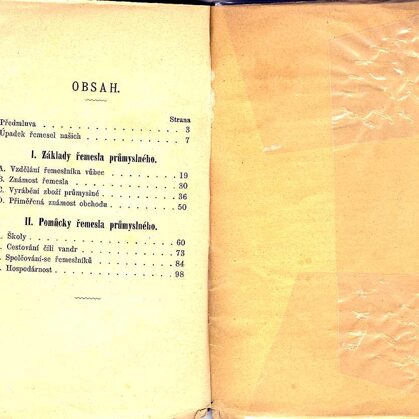 OBSAH.
Strana
Předmluva . . . . . . . . . . . . 3
Úpadek řemesel našich . . . . . . . . 7
I. Základy řemesla průmyslného.
A. Vzdělání řemeslníka vůbec . . . . . . 19
B. Známost řemesla . . . . . . . . . 30
C. Vyrábění zboží průmyslné . . . . . . 36
D. Přiměřená známost obchodu . . . . . . 50
II. Pomůcky řemesla průmyslného.
Školy . . . . . . . . . . . . . 60
Cestování čili vandr . . . . . . . . 73
Spolčování-se řemeslníků . . . . . . . 84
Hospodárnost . . . . . . . . . . . 98